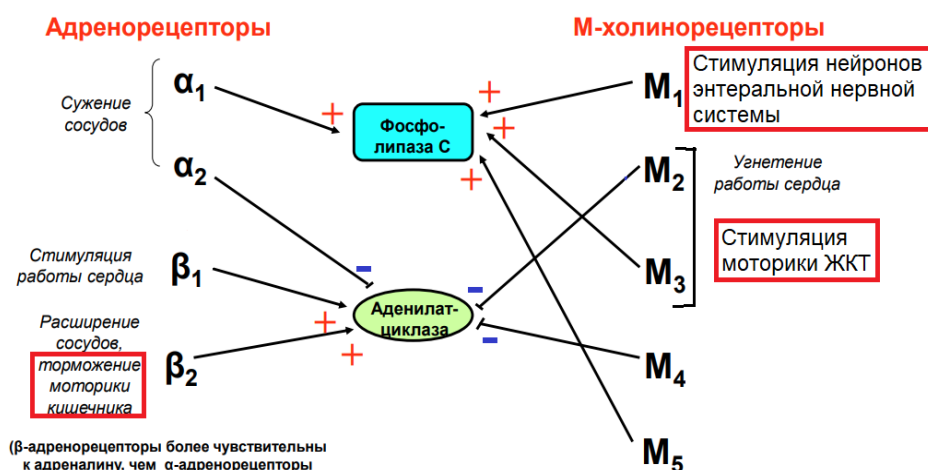 Адренорецепторы
М-холинорецепторы
α1
Сужение
сосудов
α2
Стимуляция
работы сердца
β1
Расширение
сосудов,
торможение
моторики
кишечника
β2
(β-адренорецепторы более чувствительны
к адреналину, чем α-адренорецепторы
+
Фосфо-
липаза С
+
+
+
-
-
Аденилат-
циклаза
+
+
-
M1
Стимуляция нейронов
энтеральной нервной
системы
M2
Угнетение
работы сердца
Стимуляция
моторики ЖКТ
M3
M4
M5